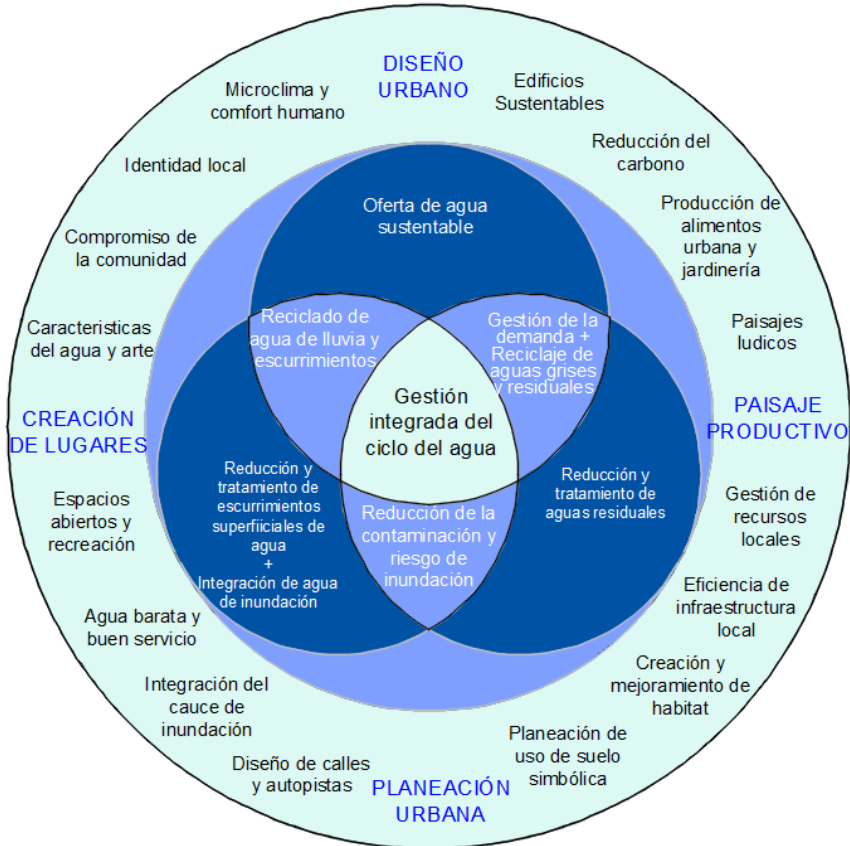 DISEÑO
URBANO
Edificios
Sustentables
Microclima y
comfort humano
Reducción del
carbono
Identidad local
Producción de
alimentos
urbana y
jardinería
Compromiso de
la comunidad
Paisajes
ludicos
Caracteristicas
del agua y arte
CREACIÓN
DE LUGARES
PAISAJE
PRODUCTIVO
Espacios
abiertos y
recreación
Gestión de
recursos
locales
Agua barata y
buen servicio
Eficiencia de
infraestructura
local
Integración del
cauce de
inundación
Creación y
mejoramiento de
habitat
Diseño de calles
y autopistas
PLANEACIÓN
URBANA
Planeación de
uso de suelo
simbólica
Oferta de agua
sustentable
Reciclado de
agua de lluvia y
escurrimientos
Gestión de la
demanda +
Reciclaje de
aguas grises
y residuales
Gestión
integrada del
ciclo del agua
Reducción y
tratamiento de
escurrimientos
superfiiciales de
agua
+
Integración de agua
de inundación
Reducción de la
contaminación y
riesgo de
inundación
Reducción y
tratamiento de
aguas residuales